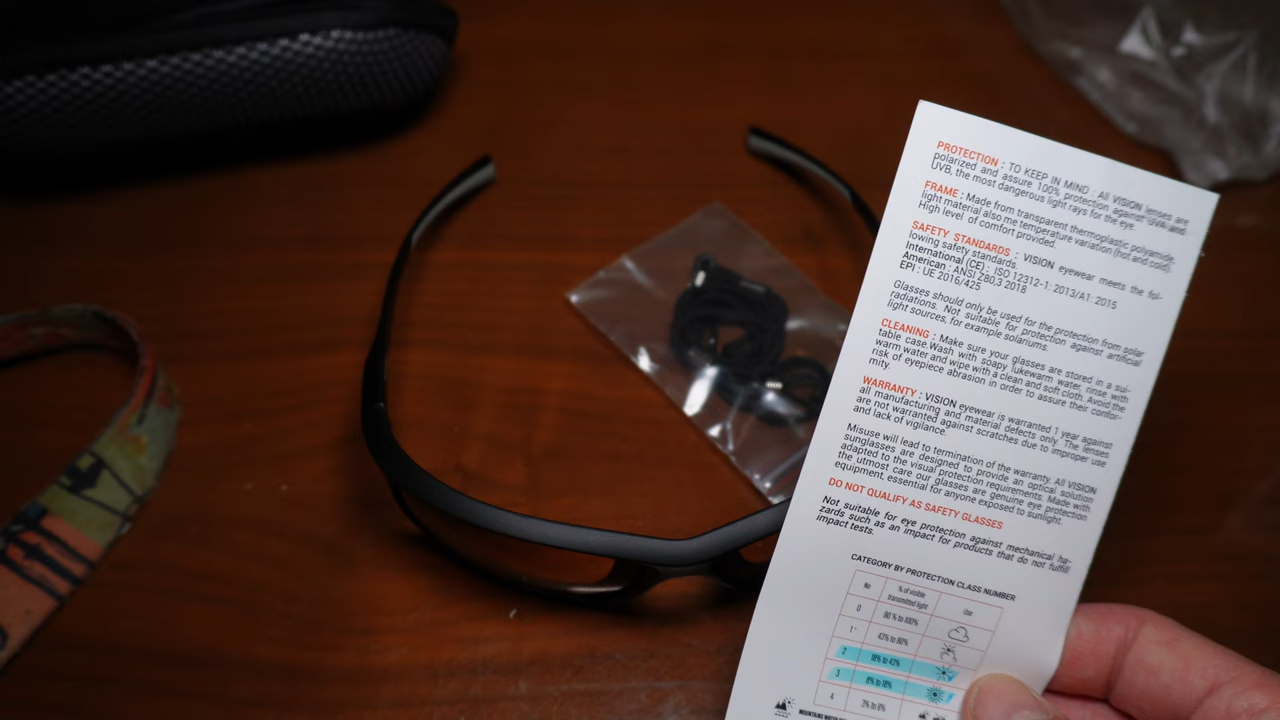 PROTECTION : TO KEEP IN MIND : All VISION lenses are
polarized and assure 100% protection against UVA and
UVB, the most dangerous light rays for the eye.
FRAME : Made from transparent thermoplastic polyamide,
light material also me temperature variation (hot and cold).
High level of comfort provided.
SAFETY STANDARDS : VISION eyewear meets the fol-
lowing safety standards.
International (CE) : ISO 12312-1: 2013/A1: 2015
American : ANSI Z80,3 2018
EPI : UE 2016/425
Glasses should only be used for the protection from solar
radiations. Not suitable for protection against artificial
light sources, for example solariums.
CLEANING : Make sure your glasses are stored in a sui-
table case.Wash with soapy lukewarm water, rinse with
warm water and wipe with a clean and soft cloth. Avoid the
risk of eyepiece abrasion in order to assure their confor-
mity.
WARRANTY : VISION eyewear is warranted 1 year against
all manufacturing and material defects only. The lenses
are not warranted against scratches due to improper use
and lack of vigilance.
Misuse will lead to termination of the warranty. All VISION
sunglasses are designed to provide an optical solution
adapted to the visual protection requirements. Made with
the utmost care our glasses are genuine eye protection
equipment, essential for anyone exposed to sunlight.
DO NOT QUALIFY AS SAFETY GLASSES
Not suitable for eye protection against mechanical ha-
zards such as an impact for products that do not fulfill
impact tests.
CATEGORY BY PROTECTION CLASS NUMBER
No % of visible transmitted light Use
0 80 % to 100%
1 43% to 80%
2 18% to 43%
3 8% to 18%
4 3% to 8%
MOUNTAINS WATER